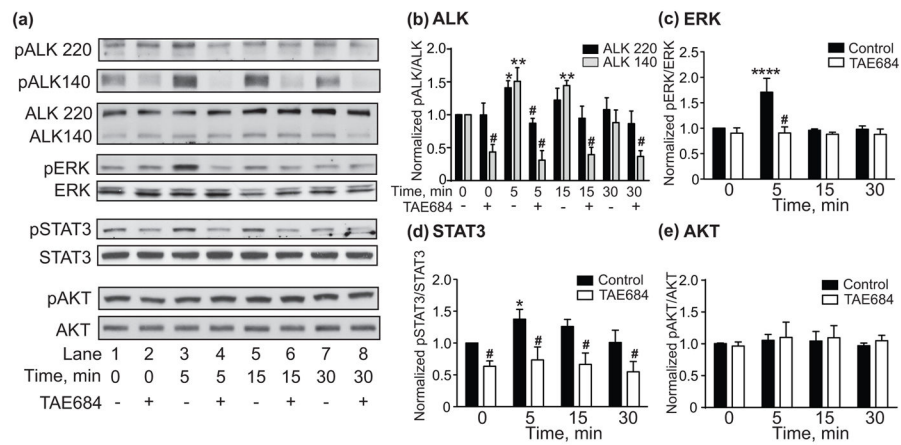 (a)
pALK 220
pALK140
ALK 220
ALK140
pERK
ERK
pSTAT3
STAT3
pAKT
AKT
Lane 1 2 3 4 5 6 7 8
Time, min 0 0 5 5 15 15 30 30
TAE684 - + - + - + - +
(b) ALK
Normalized pALK/ALK
2.0
1.5
1.0
0.5
0
ALK 220
ALK 140
* ** # # ** # #
Time, min 0 0 5 5 15 15 30 30
TAE684 - + - + - + - +
(c) ERK
Normalized pERK/ERK
2.5
2.0
1.5
1.0
0.5
0
Control
TAE684
**** #
0 5 15 30
Time, min
(d) STAT3
Normalized pSTAT3/STAT3
2.0
1.5
1.0
0.5
0
Control
TAE684
# * # # #
0 5 15 30
Time, min
(e) AKT
Normalized pAKT/AKT
2.0
1.5
1.0
0.5
0
Control
TAE684
0 5 15 30
Time, min